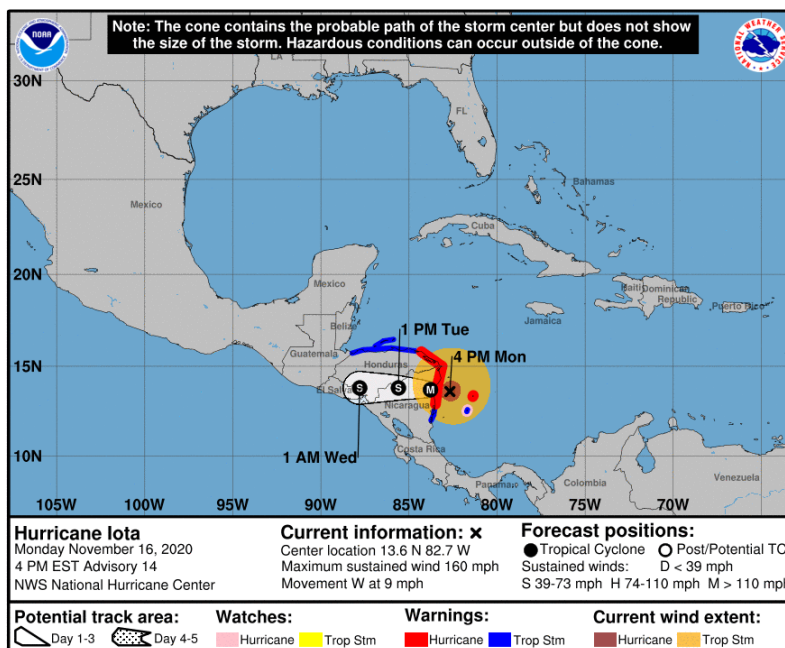 Note: The cone contains the probable path of the storm center but does not show
the size of the storm. Hazardous conditions can occur outside of the cone.
NOAA
NATIONAL WEATHER SERVICE
30N
25N
20N
15N
10N
105W
100W
95W
90W
85W
80W
75W
70W
LA
FL
Mexico
Bahamas
Cuba
Mexico
Haiti
Dominican
Republic
Puerto Rico
Jamaica
Belize
1 PM Tue
4 PM Mon
Guatemala
Honduras
El Salva
Nicaragua
1 AM Wed
Costa Rica
Panama
Colombia
Venezuela
S
S
M
Hurricane Iota
Monday November 16, 2020
4 PM EST Advisory 14
NWS National Hurricane Center
Current information: x
Center location 13.6 N 82.7 W
Maximum sustained wind 160 mph
Movement W at 9 mph
Forecast positions:
Tropical Cyclone Post/Potential TC
Sustained winds: D < 39 mph
S 39-73 mph H 74-110 mph M > 110 mph
Potential track area:
Day 1-3 Day 4-5
Watches:
Hurricane Trop Stm
Warnings:
Hurricane Trop Stm
Current wind extent:
Hurricane Trop Stm